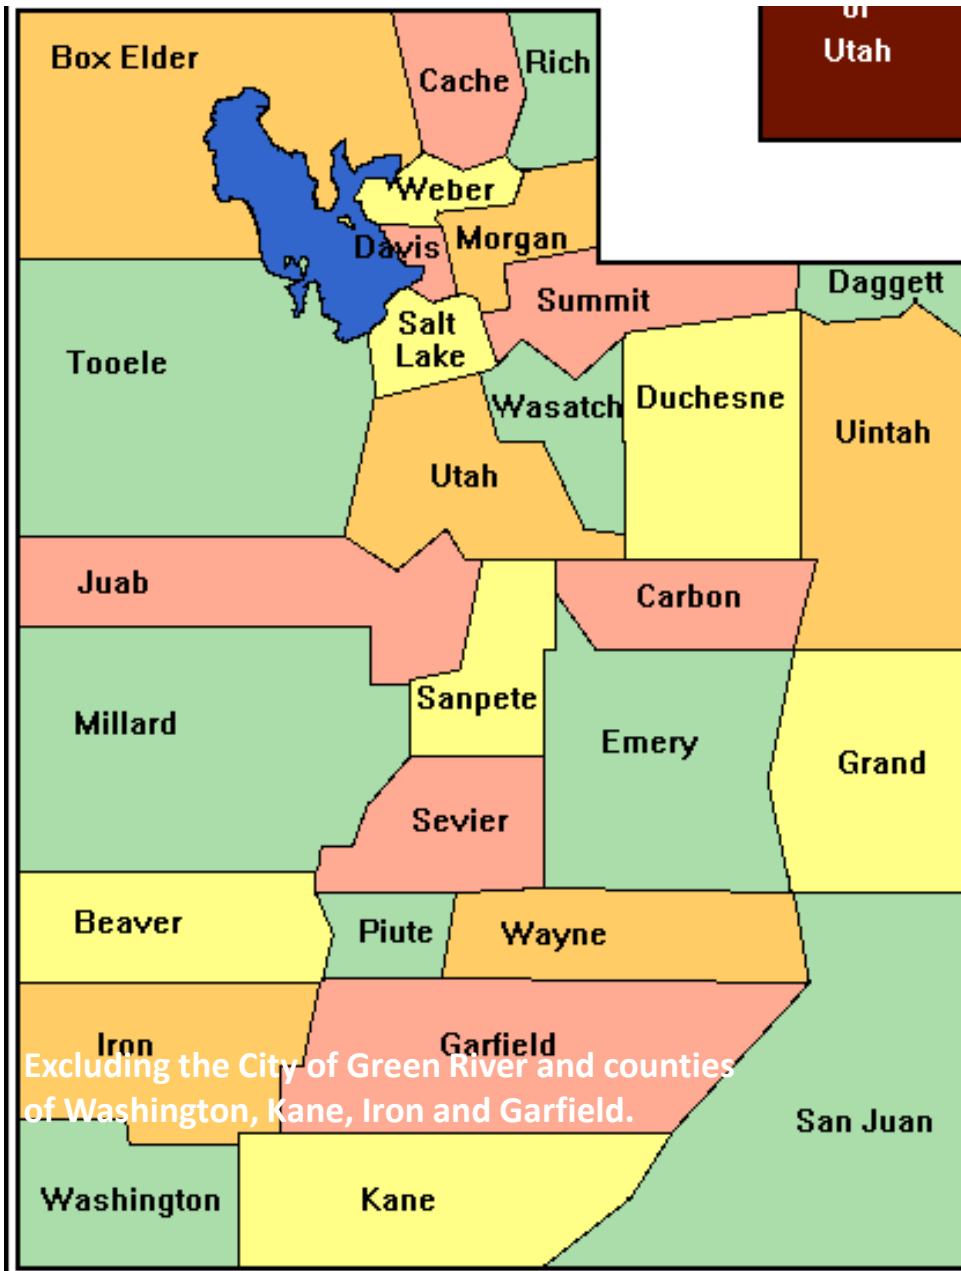 of
Utah
Box Elder
Cache
Rich
Weber
Davis
Morgan
Daggett
Summit
Salt
Lake
Tooele
Wasatch
Duchesne
Uintah
Utah
Juab
Carbon
Sanpete
Millard
Emery
Grand
Sevier
Beaver
Piute
Wayne
Iron
Garfield
Excluding the City of Green River and counties
of Washington, Kane, Iron and Garfield.
San Juan
Washington
Kane